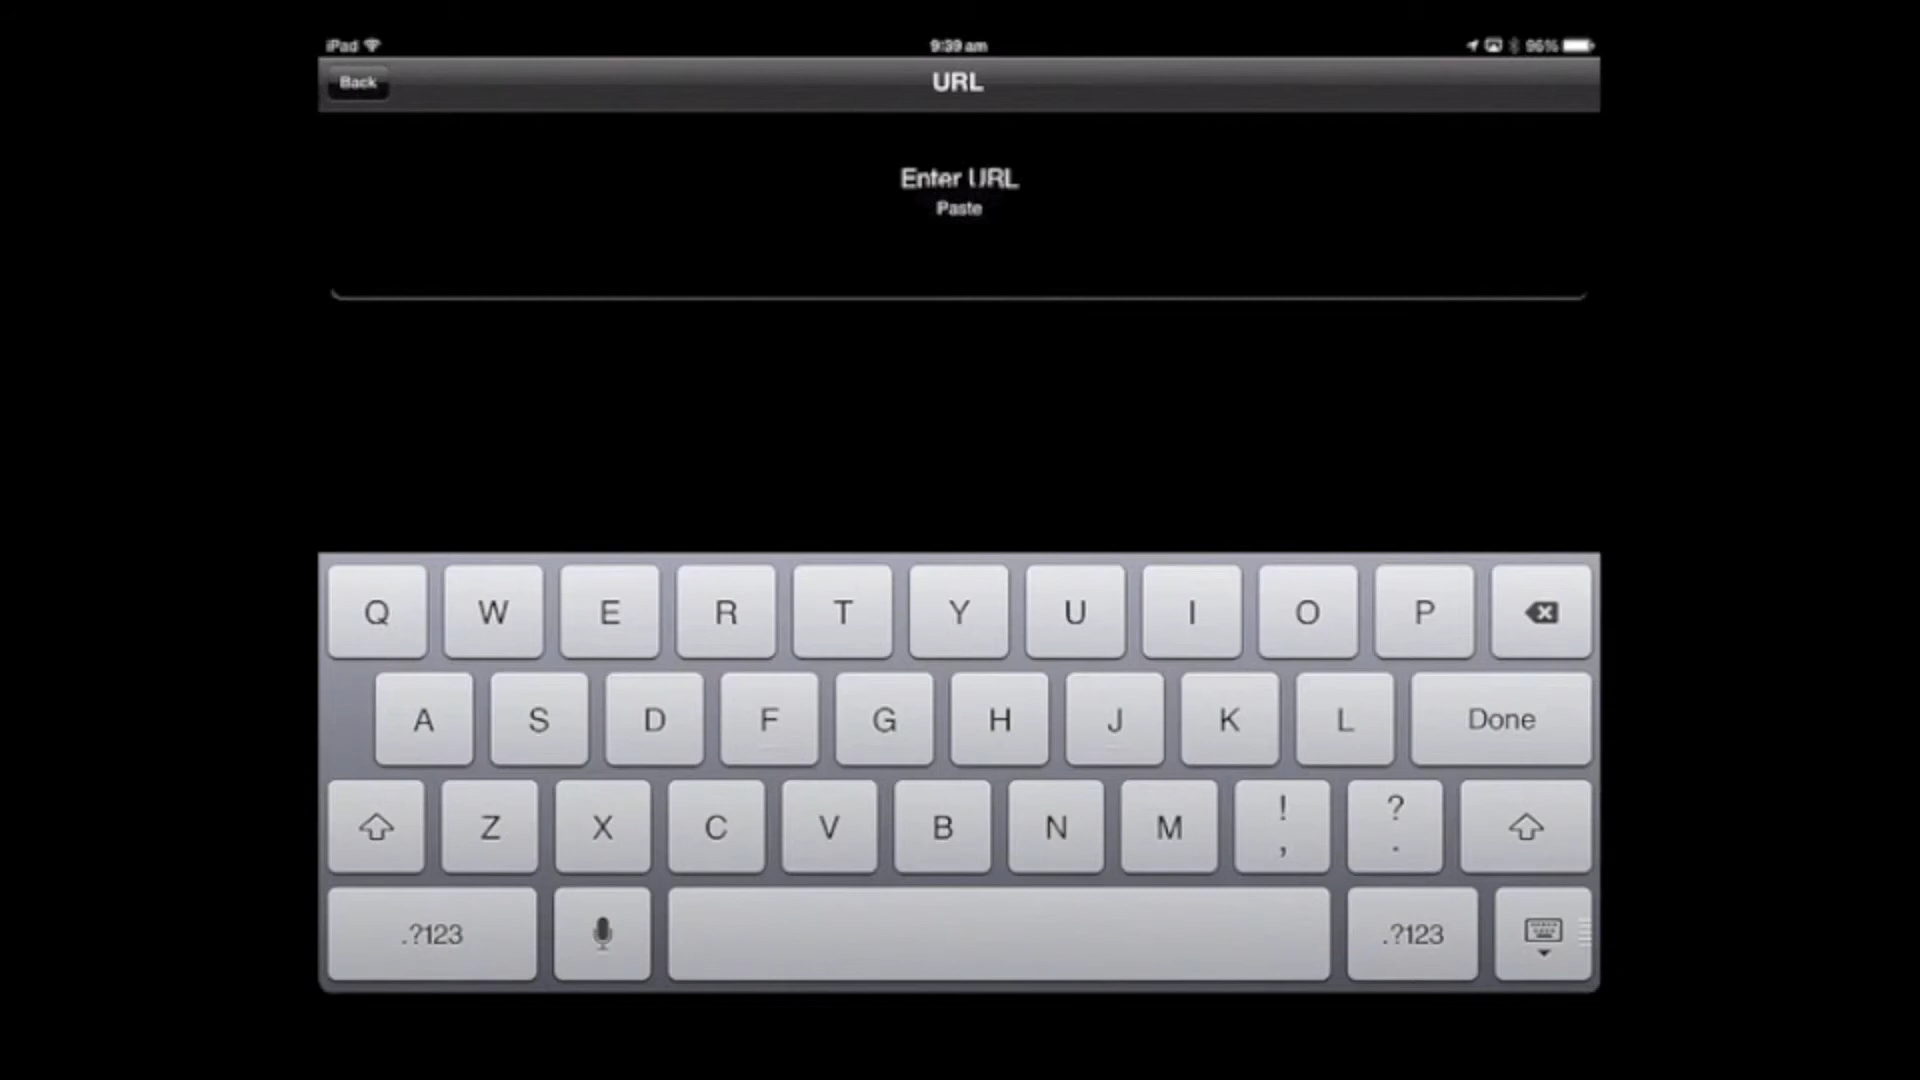 iPad 9:39 am 96%
Back URL
Enter URL
Paste
Q W E R T Y U I O P
A S D F G H J K L Done
Z X C V B N M ! , ? .
.?123 .?123